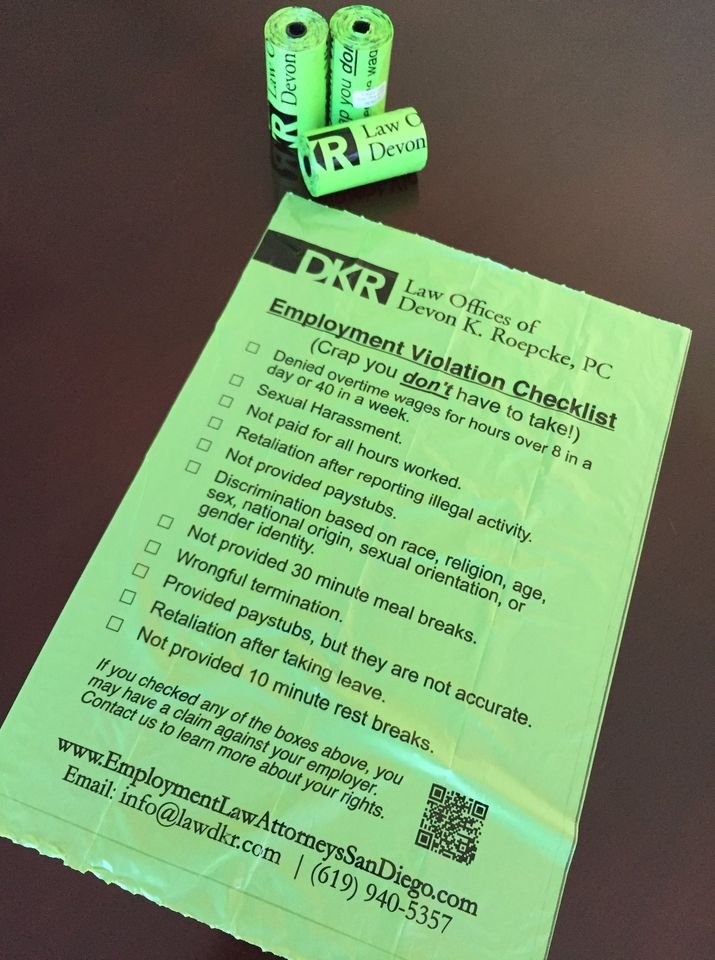 Law C
Devon
R
ap you don
wag
KR
Law C
Devon
DKR
Law Offices of
Devon K. Roepcke, PC
Employment Violation Checklist
(Crap you don't have to take!)
Denied overtime wages for hours over 8 in a
day or 40 in a week.
Sexual Harassment.
Not paid for all hours worked.
Retaliation after reporting illegal activity.
Not provided paystubs.
Discrimination based on race, religion, age,
sex, national origin, sexual orientation, or
gender identity.
Not provided 30 minute meal breaks.
Wrongful termination.
Provided paystubs, but they are not accurate.
Retaliation after taking leave.
Not provided 10 minute rest breaks.
If you checked any of the boxes above, you
may have a claim against your employer.
Contact us to learn more about your rights.
www.EmploymentLawAttorneysSanDiego.com
Email: info@lawdkr.com | (619) 940-5357